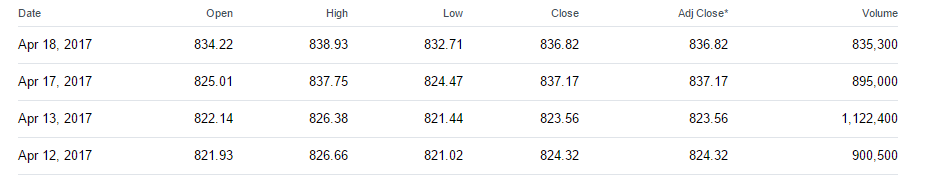 Date Open High Low Close Adj Close* Volume
Apr 18, 2017 834.22 838.93 832.71 836.82 836.82 835,300
Apr 17, 2017 825.01 837.75 824.47 837.17 837.17 895,000
Apr 13, 2017 822.14 826.38 821.44 823.56 823.56 1,122,400
Apr 12, 2017 821.93 826.66 821.02 824.32 824.32 900,500